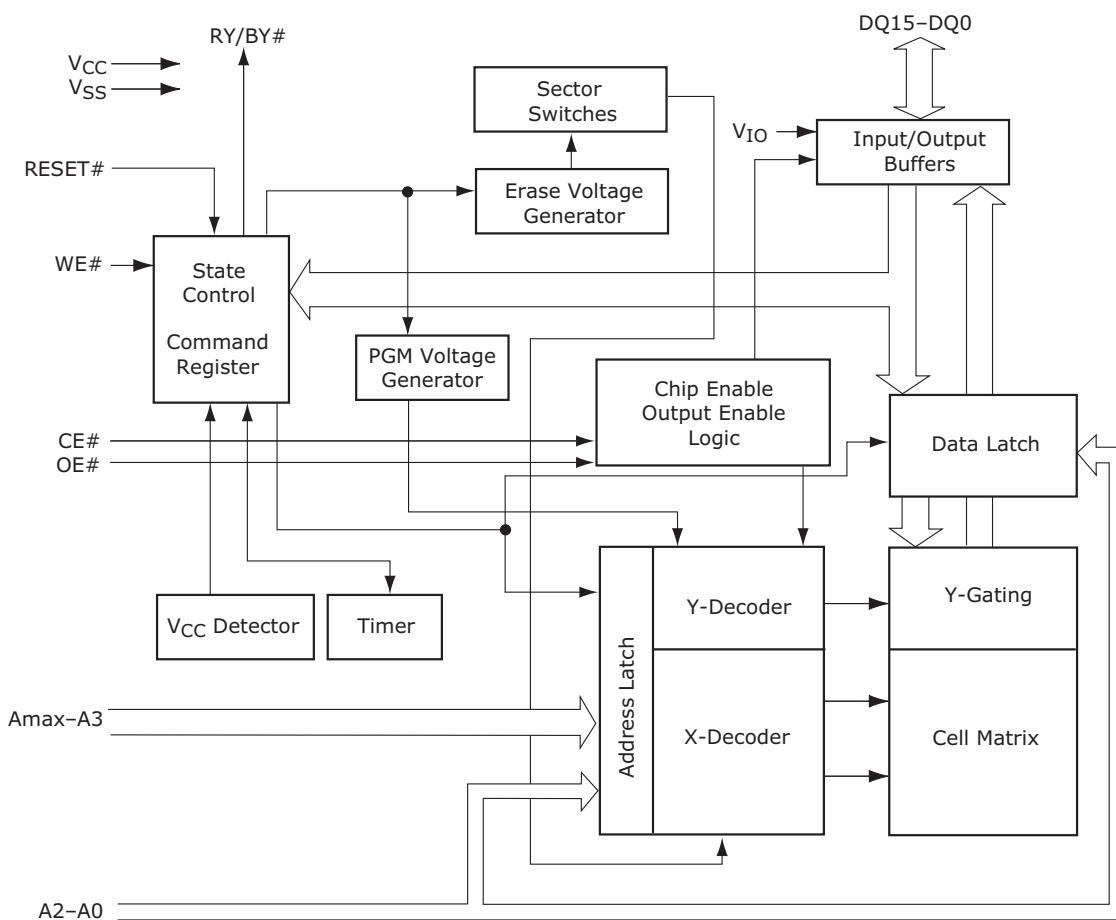 RY/BY#
DQ15–DQ0
VCC
VSS
Sector
Switches
VIO
Input/Output
Buffers
RESET#
Erase Voltage
Generator
WE#
State
Control
Command
Register
PGM Voltage
Generator
Chip Enable
Output Enable
Logic
CE#
OE#
Data Latch
VCC Detector
Timer
Address Latch
Y-Decoder
Y-Gating
Amax–A3
X-Decoder
Cell Matrix
A2–A0